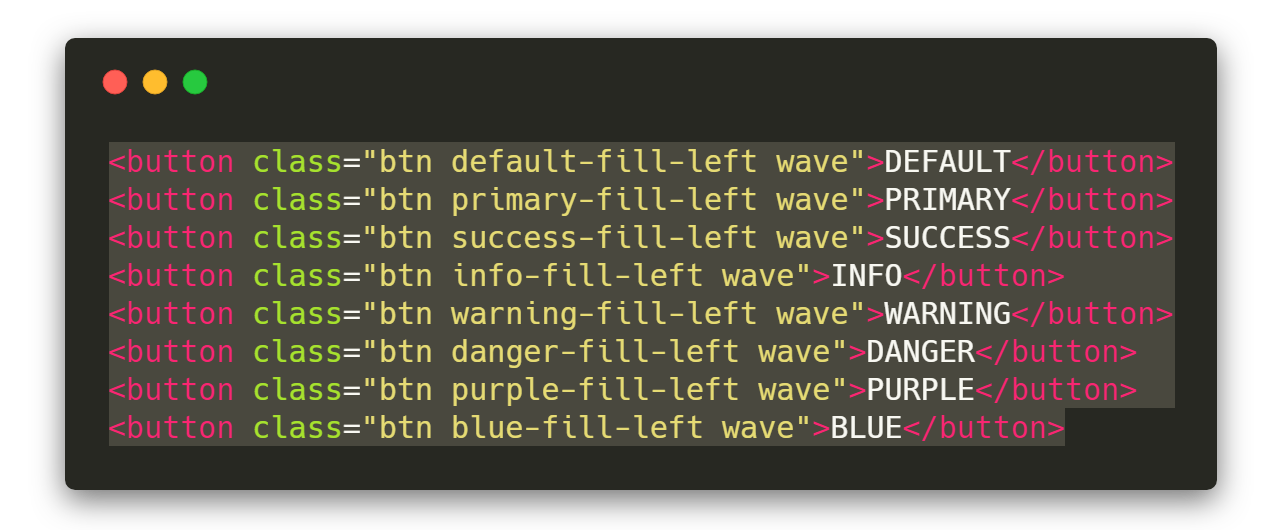 <button class="btn default-fill-left wave">DEFAULT</button>
<button class="btn primary-fill-left wave">PRIMARY</button>
<button class="btn success-fill-left wave">SUCCESS</button>
<button class="btn info-fill-left wave">INFO</button>
<button class="btn warning-fill-left wave">WARNING</button>
<button class="btn danger-fill-left wave">DANGER</button>
<button class="btn purple-fill-left wave">PURPLE</button>
<button class="btn blue-fill-left wave">BLUE</button>